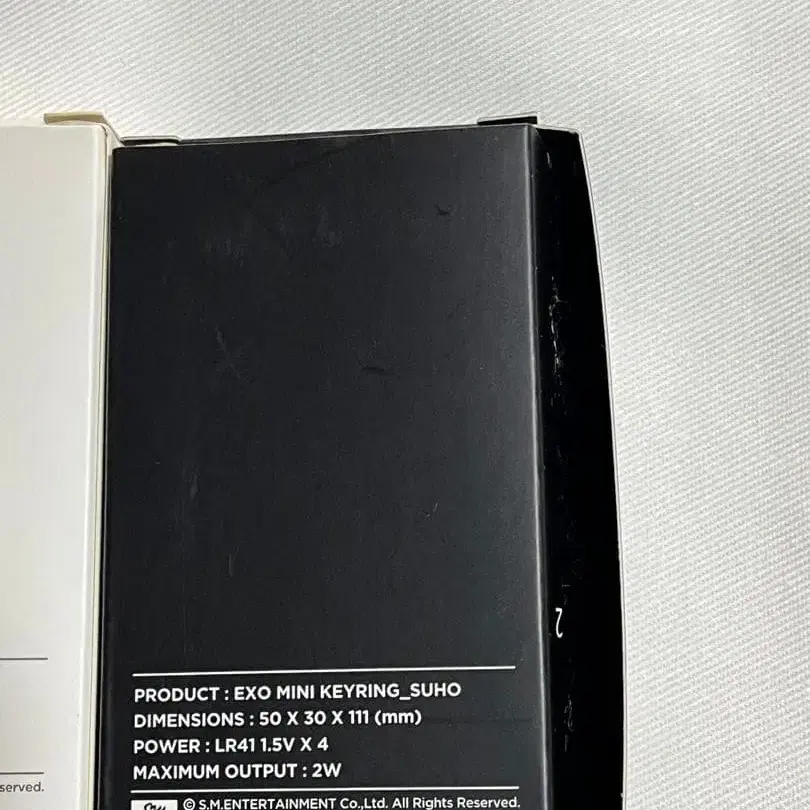 PRODUCT : EXO MINI KEYRING_SUHO
DIMENSIONS : 50 X 30 X 111 (mm)
POWER : LR41 1.5V X 4
MAXIMUM OUTPUT : 2W
© S.M.ENTERTAINMENT Co.,Ltd. All Rights Reserved.
served.